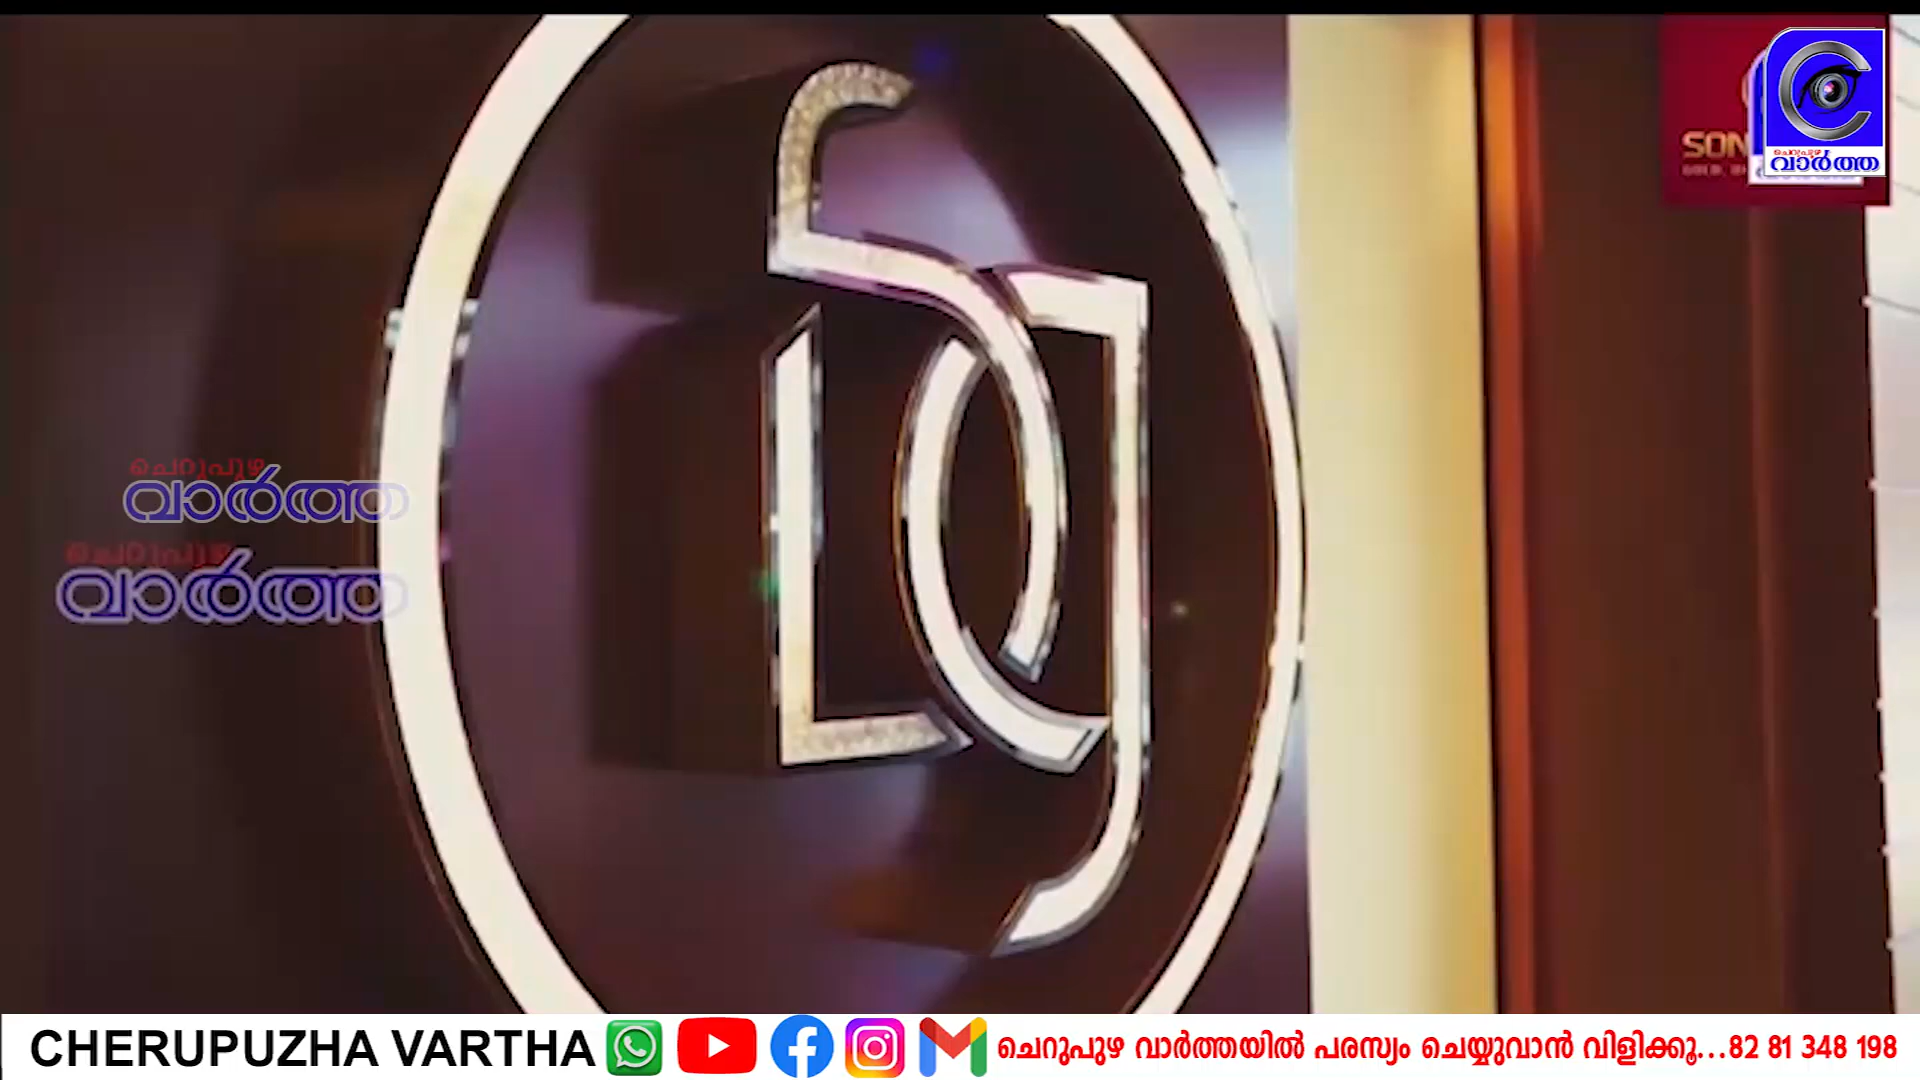 SON
ചെറുപുഴ
വാർത്ത
ചെറുപുഴ
വാർത്ത
ചെറുപുഴ
വാർത്ത
CHERUPUZHA VARTHA
ചെറുപുഴ വാർത്തയിൽ പരസ്യം ചെയ്യുവാൻ വിളിക്കൂ...82 81 348 198